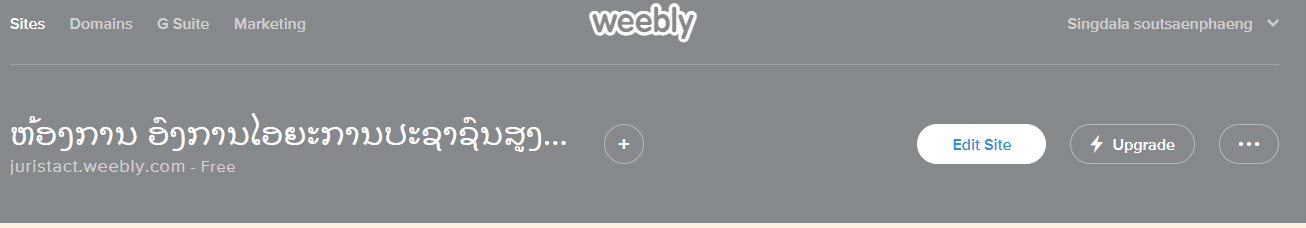 Sites Domains G Suite Marketing weebly Singdala soutsaenphaeng
ຫ້ອງການ ອົງການໄອຍະການປະຊາຊົນສູງ... + Edit Site Upgrade ...
juristact.weebly.com - Free